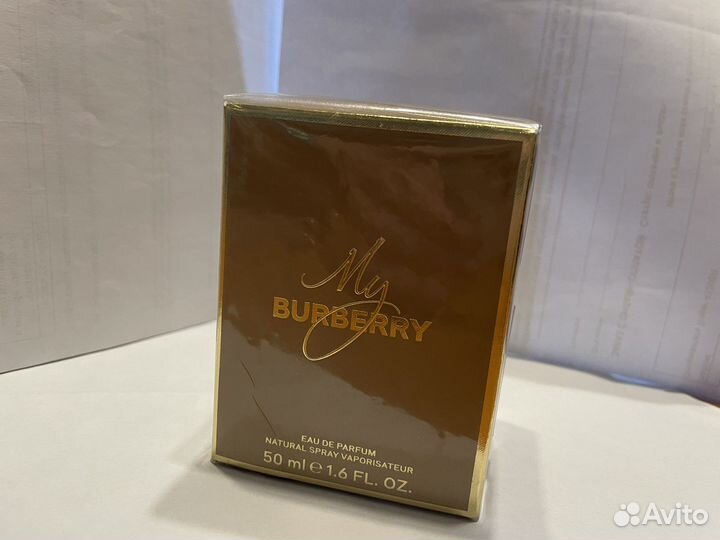 My
BURBERRY
EAU DE PARFUM
NATURAL SPRAY VAPORISATEUR
50 ml ℮ 1.6 FL. OZ.
Avito